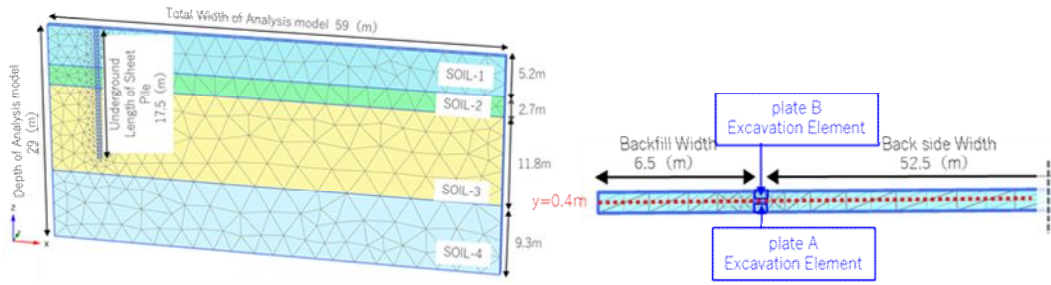 Total Width of Analysis model 59 (m)
Depth of Analysis model
29 (m)
Underground
Length of Sheet
Pile
17.5 (m)
SOIL-1
SOIL-2
SOIL-3
SOIL-4
5.2m
2.7m
11.8m
9.3m
z
x
plate B
Excavation Element
Backfill Width
6.5 (m)
Back side Width
52.5 (m)
y=0.4m
plate A
Excavation Element